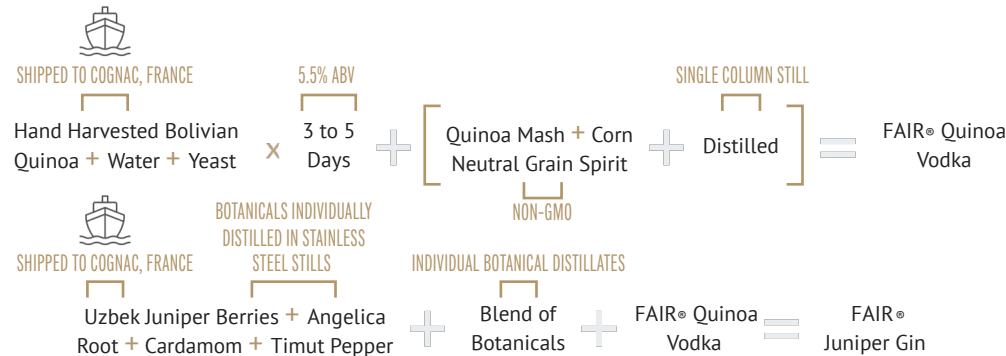 SHIPPED TO COGNAC, FRANCE
5.5% ABV
SINGLE COLUMN STILL
Hand Harvested Bolivian
Quinoa + Water + Yeast
x
3 to 5
Days
+
Quinoa Mash + Corn
Neutral Grain Spirit
+
Distilled
=
FAIR® Quinoa
Vodka
NON-GMO
SHIPPED TO COGNAC, FRANCE
BOTANICALS INDIVIDUALLY
DISTILLED IN STAINLESS
STEEL STILLS
INDIVIDUAL BOTANICAL DISTILLATES
Uzbek Juniper Berries + Angelica
Root + Cardamom + Timut Pepper
+
Blend of
Botanicals
+
FAIR® Quinoa
Vodka
=
FAIR®
Juniper Gin